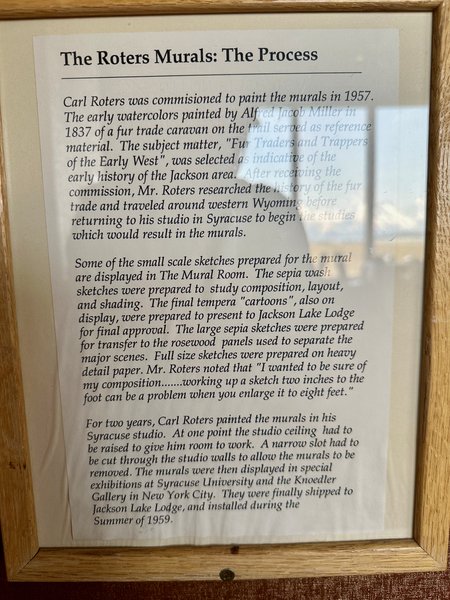 The Roters Murals: The Process
Carl Roters was commisioned to paint the murals in 1957.
The early watercolors painted by Alfred Jacob Miller in
1837 of a fur trade caravan on the trail served as reference
material. The subject matter, "Fur Traders and Trappers
of the Early West", was selected as indicative of the
early history of the Jackson area. After receiving the
commission, Mr. Roters researched the history of the fur
trade and traveled around western Wyoming before
returning to his studio in Syracuse to begin the studies
which would result in the murals.
Some of the small scale sketches prepared for the mural
are displayed in The Mural Room. The sepia wash
sketches were prepared to study composition, layout,
and shading. The final tempera "cartoons", also on
display, were prepared to present to Jackson Lake Lodge
for final approval. The large sepia sketches were prepared
for transfer to the rosewood panels used to separate the
major scenes. Full size sketches were prepared on heavy
detail paper. Mr. Roters noted that "I wanted to be sure of
my composition.......working up a sketch two inches to the
foot can be a problem when you enlarge it to eight feet."
For two years, Carl Roters painted the murals in his
Syracuse studio. At one point the studio ceiling had to
be raised to give him room to work. A narrow slot had to
be cut through the studio walls to allow the murals to be
removed. The murals were then displayed in special
exhibitions at Syracuse University and the Knoedler
Gallery in New York City. They were finally shipped to
Jackson Lake Lodge, and installed during the
Summer of 1959.